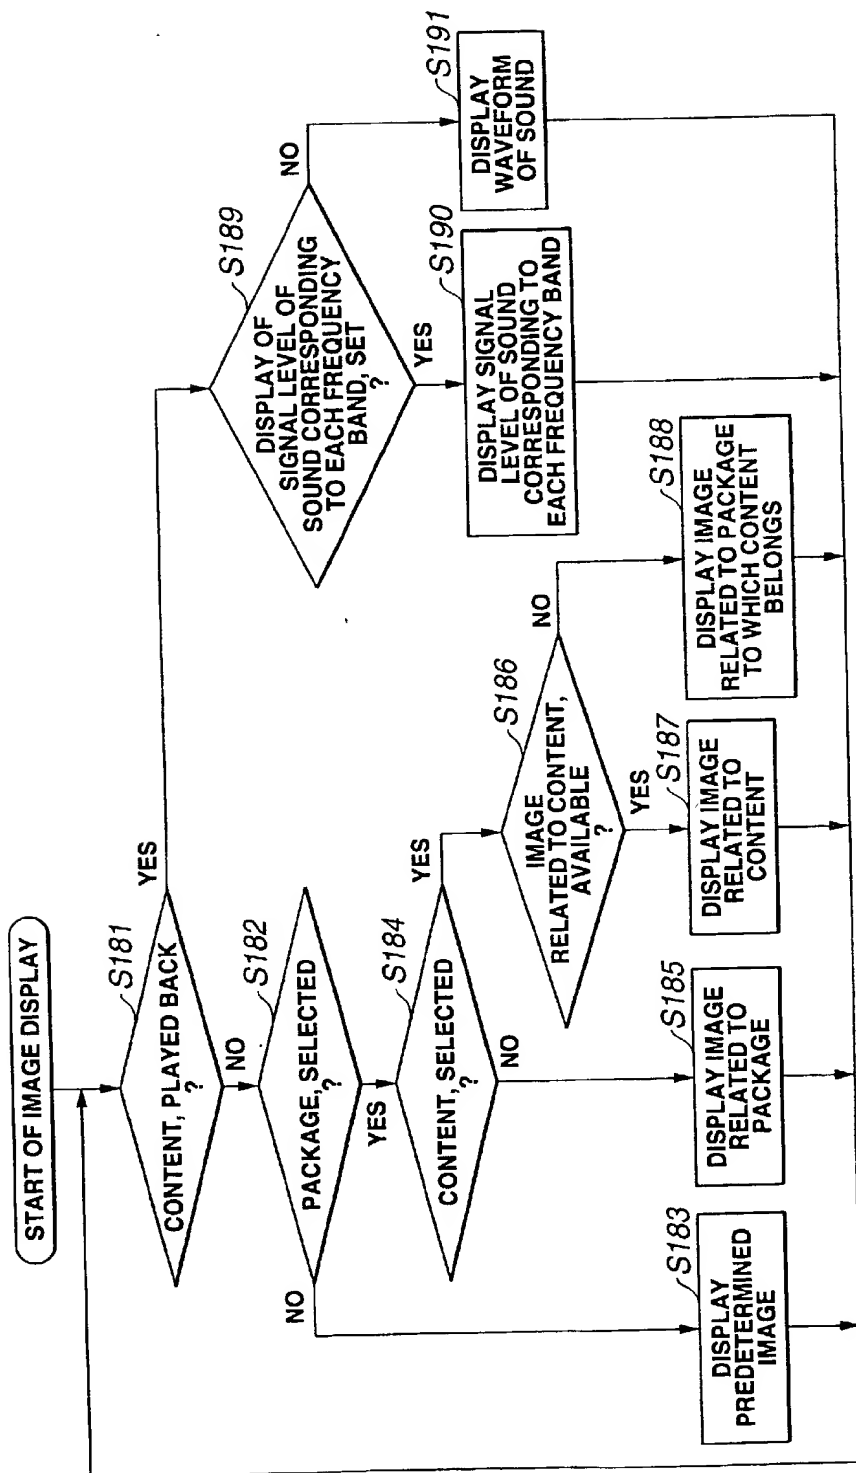 START OF IMAGE DISPLAY
S181
CONTENT, PLAYED BACK
?
YES
NO
S182
PACKAGE, SELECTED
?
NO
YES
S184
CONTENT, SELECTED
?
YES
NO
S183
DISPLAY
PREDETERMINED
IMAGE
S185
DISPLAY IMAGE
RELATED TO
PACKAGE
S186
IMAGE
RELATED TO CONTENT,
AVAILABLE
?
NO
YES
S187
DISPLAY IMAGE
RELATED TO
CONTENT
S188
DISPLAY IMAGE
RELATED TO PACKAGE
TO WHICH CONTENT
BELONGS
S189
DISPLAY OF
SIGNAL LEVEL OF
SOUND CORRESPONDING
TO EACH FREQUENCY
BAND, SET
?
NO
YES
S190
DISPLAY SIGNAL
LEVEL OF SOUND
CORRESPONDING TO
EACH FREQUENCY BAND
S191
DISPLAY
WAVEFORM
OF SOUND